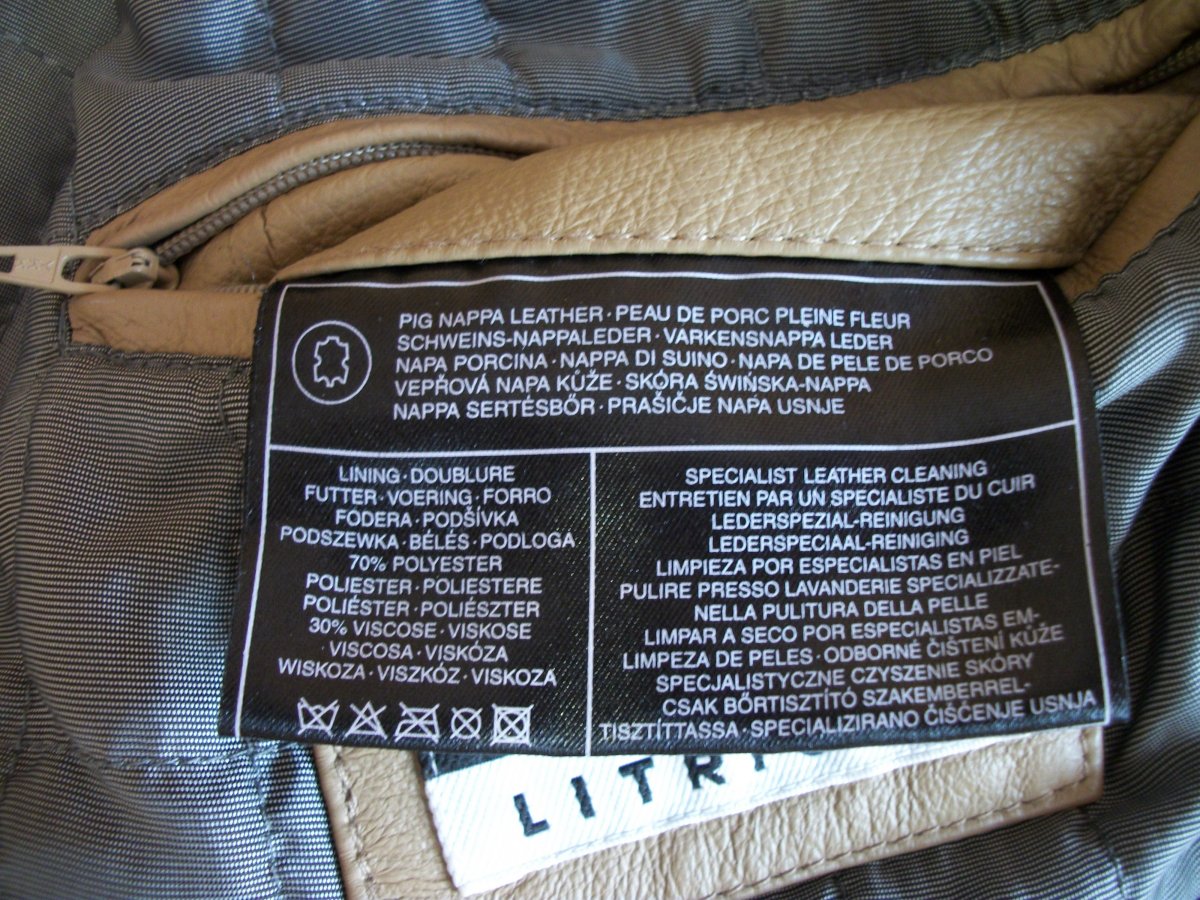 PIG NAPPA LEATHER · PEAU DE PORC PLEINE FLEUR
SCHWEINS-NAPPALEDER · VARKENSNAPPA LEDER
NAPA PORCINA · NAPPA DI SUINO · NAPA DE PELE DE PORCO
VEPŘOVÁ NAPA KŮŽE · SKÓRA ŚWIŃSKA-NAPPA
NAPPA SERTÉSBŐR · PRAŠIČJE NAPA USNJE
LINING · DOUBLURE
FUTTER · VOERING · FORRO
FÓDERA · PODŠÍVKA
PODSZEWKA · BÉLÉS · PODLOGA
70% POLYESTER
POLIESTER · POLIESTERE
POLIÉSTER · POLIÉSZTER
30% VISCOSE · VISKOSE
VISCOSA · VISKÓZA
WISKOZA · VISZKÓZ · VISKOZA
SPECIALIST LEATHER CLEANING
ENTRETIEN PAR UN SPECIALISTE DU CUIR
LEDERSPEZIAL-REINIGUNG
LEDERSPECIAAL-REINIGING
LIMPIEZA POR ESPECIALISTAS EN PIEL
PULIRE PRESSO LAVANDERIE SPECIALIZZATE-
NELLA PULITURA DELLA PELLE
LIMPAR A SECO POR ESPECIALISTAS EM-
LIMPEZA DE PELES · ODBORNÉ ČIŠTENÍ KŮŽE
SPECJALISTYCZNE CZYSZENIE SKÓRY
CSAK BŐRTISZTÍTÓ SZAKEMBERREL-
TISZTÍTTASSA · SPECIALIZIRANO ČIŠČENJE USNJA